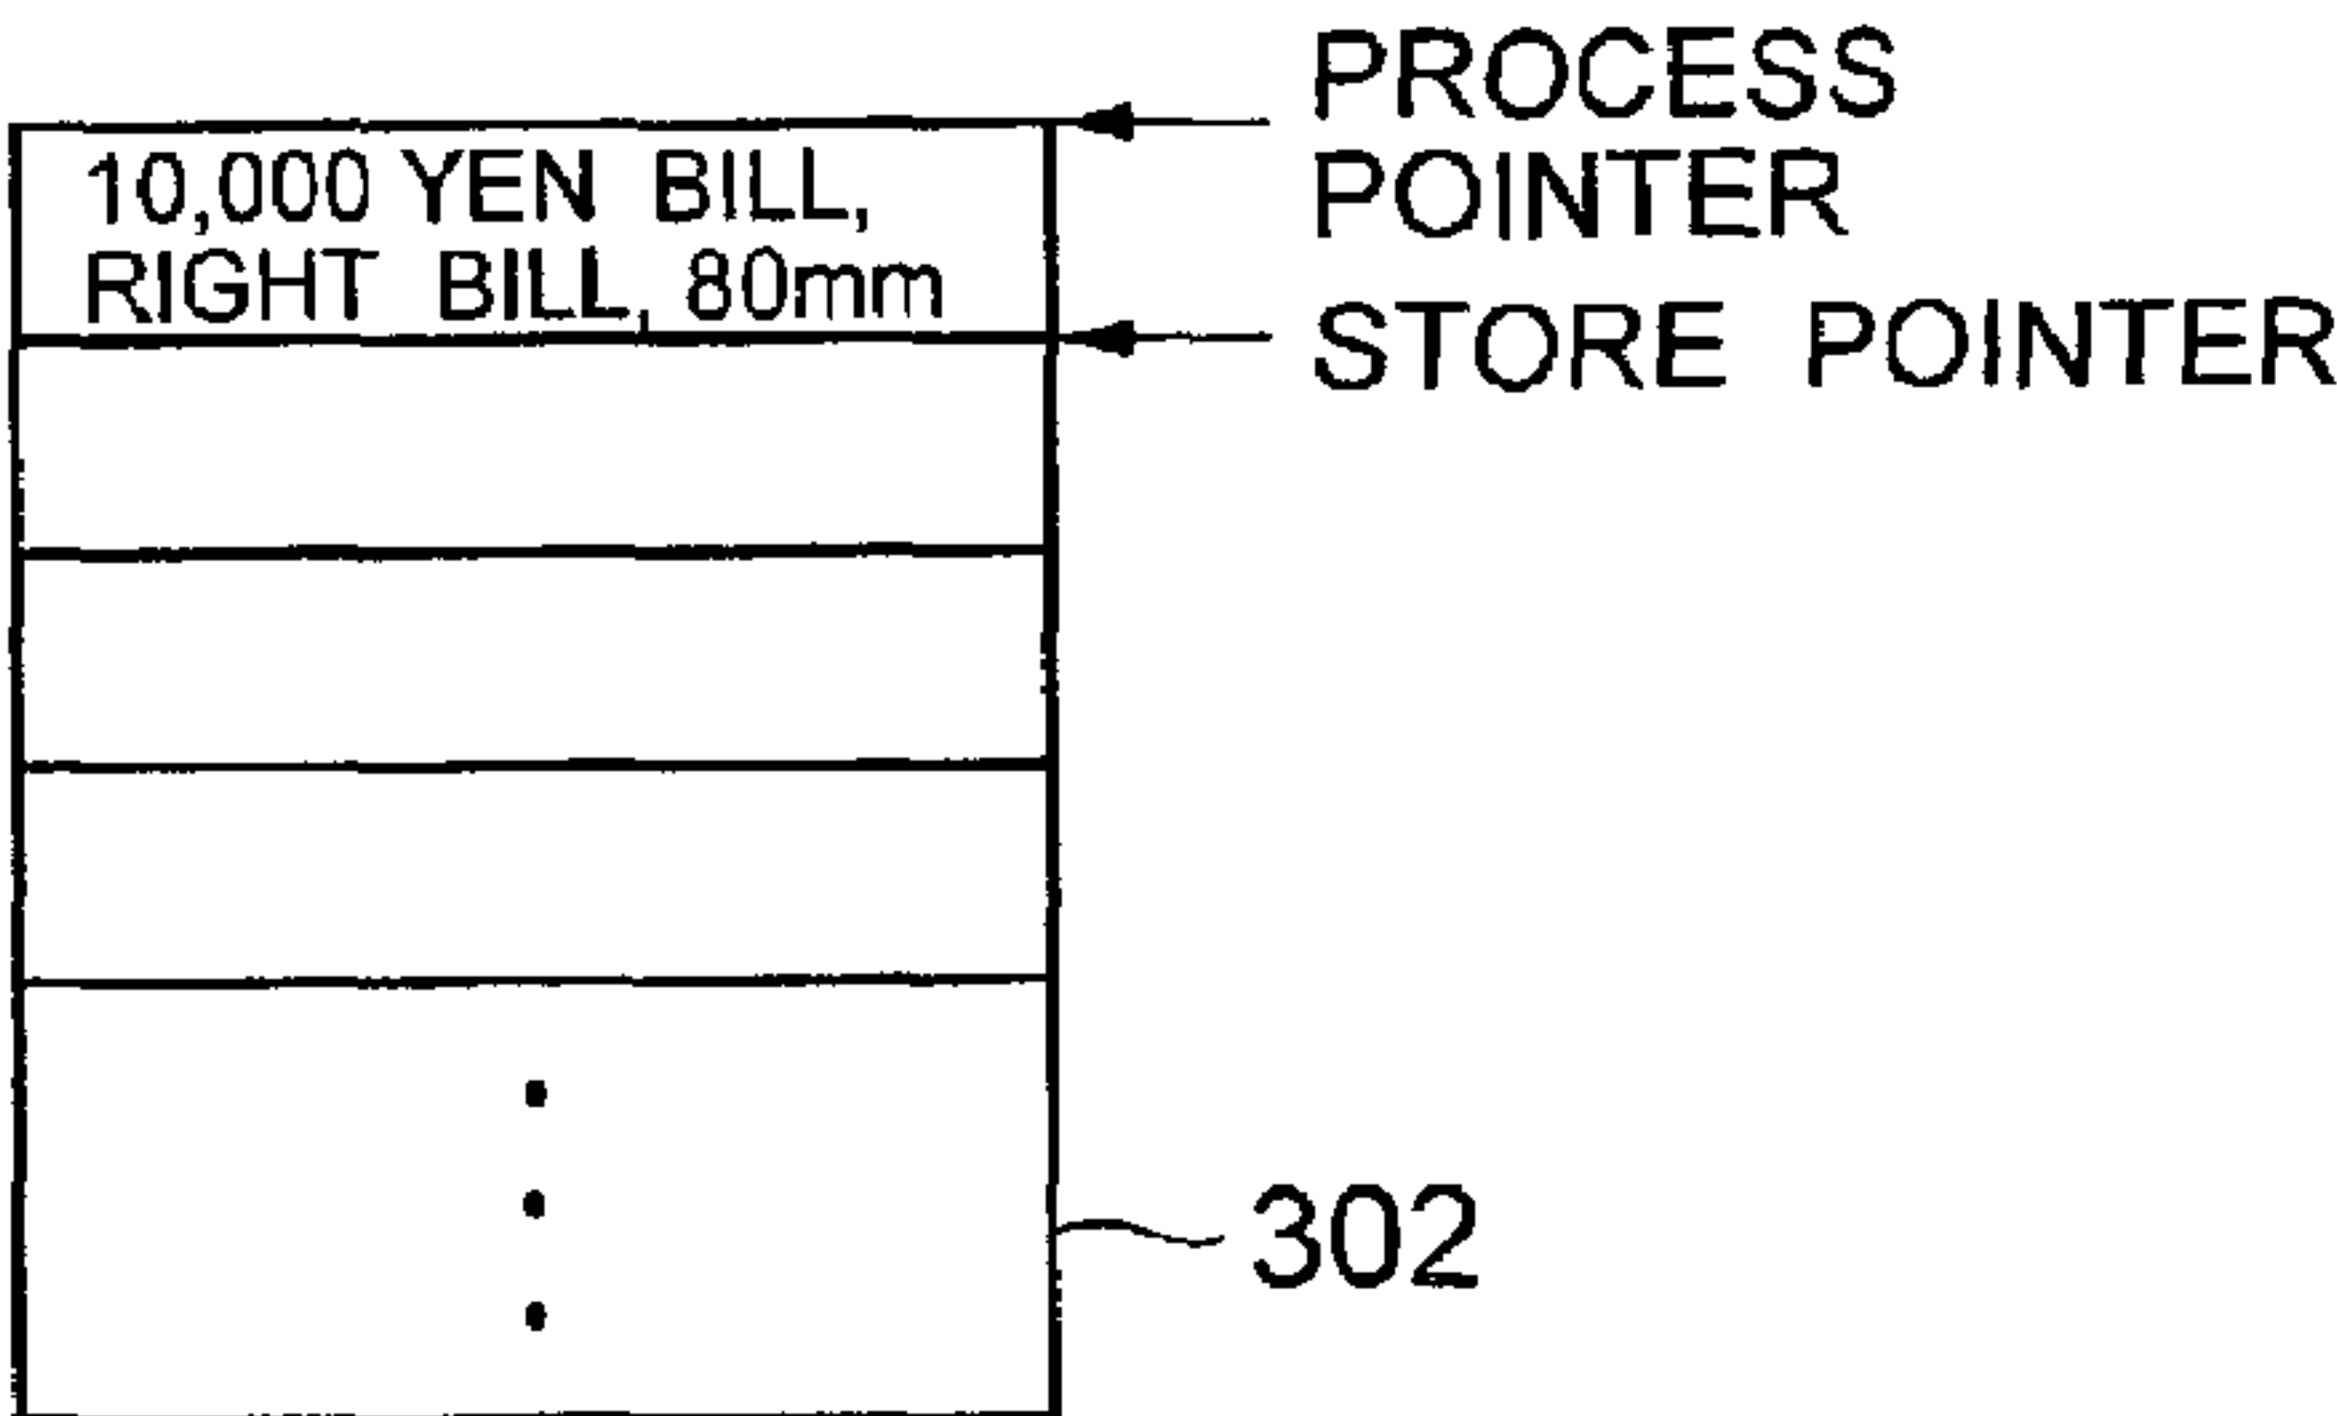 PROCESS
POINTER
10,000 YEN BILL,
RIGHT BILL, 80mm
STORE POINTER
302